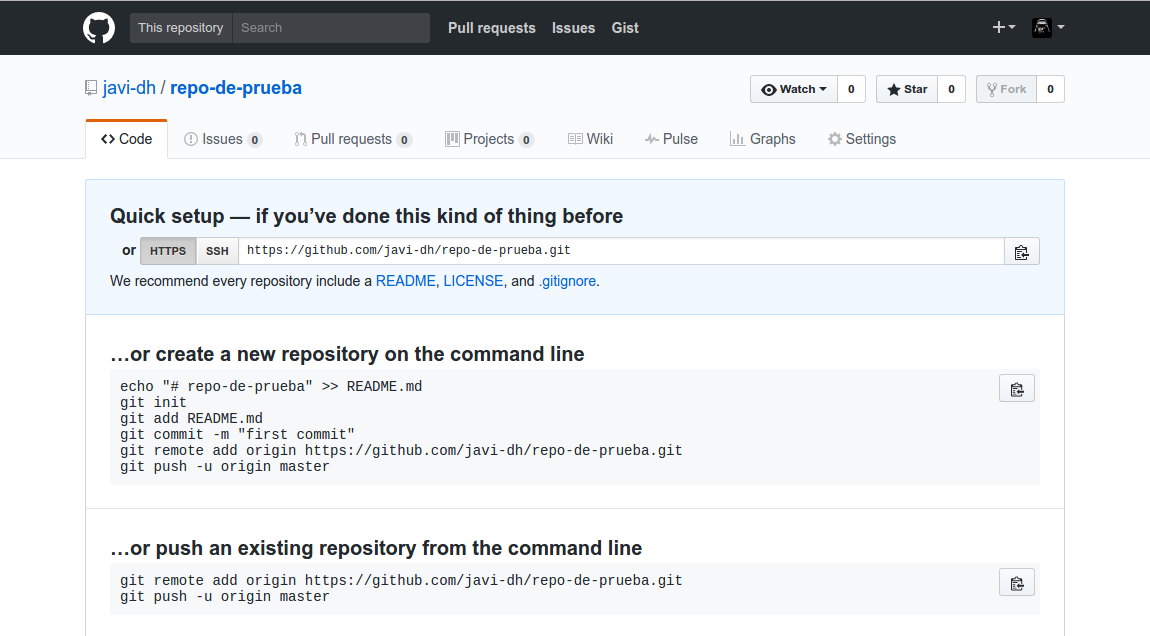 This repository Search Pull requests Issues Gist
javi-dh / repo-de-prueba Watch 0 Star 0 Fork 0
Code Issues 0 Pull requests 0 Projects 0 Wiki Pulse Graphs Settings
Quick setup — if you’ve done this kind of thing before
or HTTPS SSH https://github.com/javi-dh/repo-de-prueba.git
We recommend every repository include a README, LICENSE, and .gitignore.
…or create a new repository on the command line
echo "# repo-de-prueba" >> README.md
git init
git add README.md
git commit -m "first commit"
git remote add origin https://github.com/javi-dh/repo-de-prueba.git
git push -u origin master
…or push an existing repository from the command line
git remote add origin https://github.com/javi-dh/repo-de-prueba.git
git push -u origin master